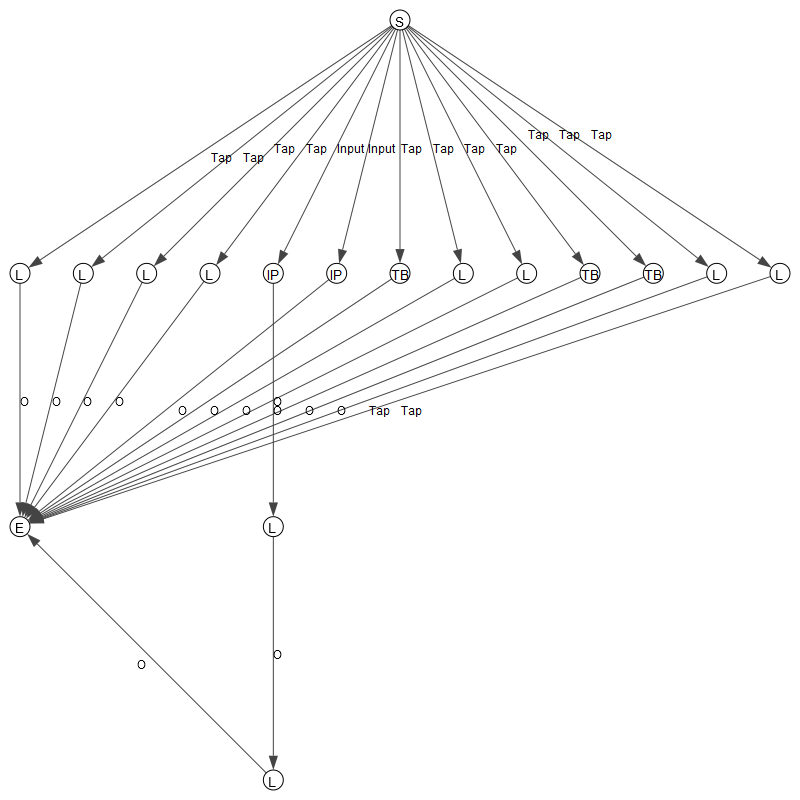 S
Tap Tap Tap
Tap Tap Input Input Tap Tap Tap Tap
Tap Tap
L L L L IP IP TB L L TB TB L L
O O O O O
O O O O O O Tap Tap
E L
O
O
L